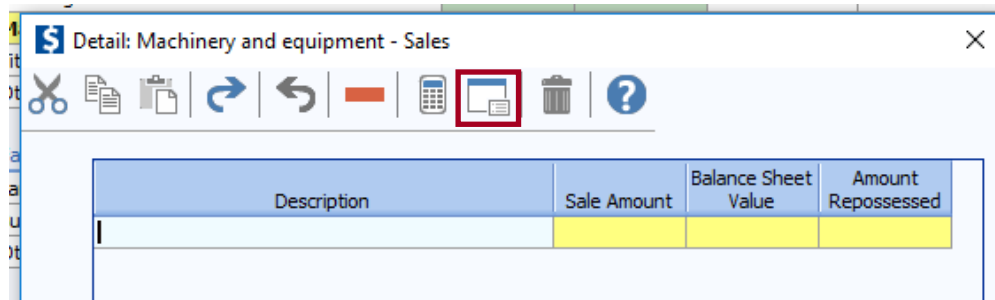 Detail: Machinery and equipment - Sales
Description
Sale Amount
Balance Sheet
Value
Amount
Repossessed